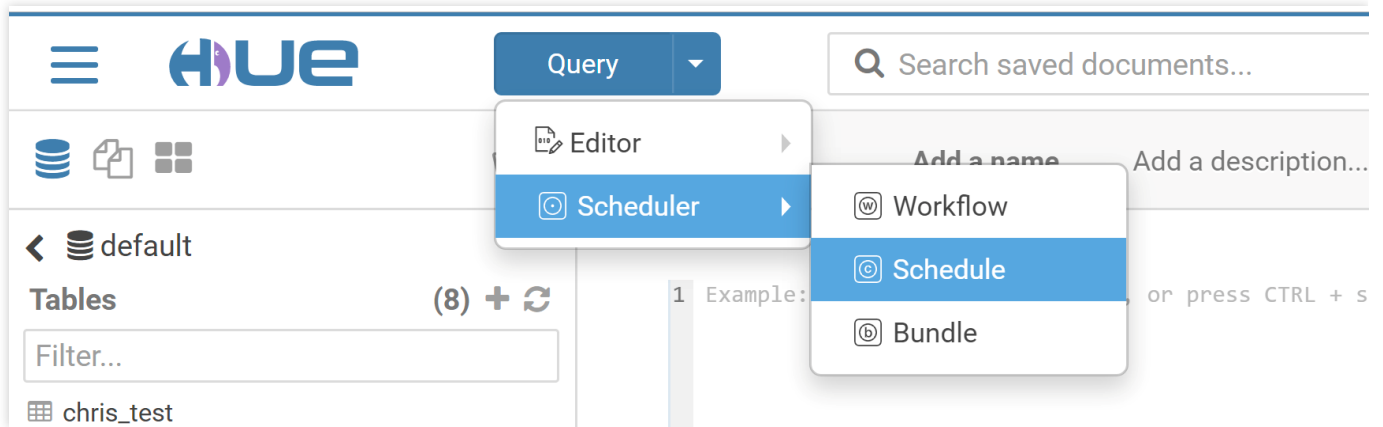 HUE
Query
Search saved documents...
Editor
Add a name
Add a description...
Scheduler
Workflow
default
Schedule
Tables (8)
1 Example: , or press CTRL + s
Bundle
Filter...
chris_test